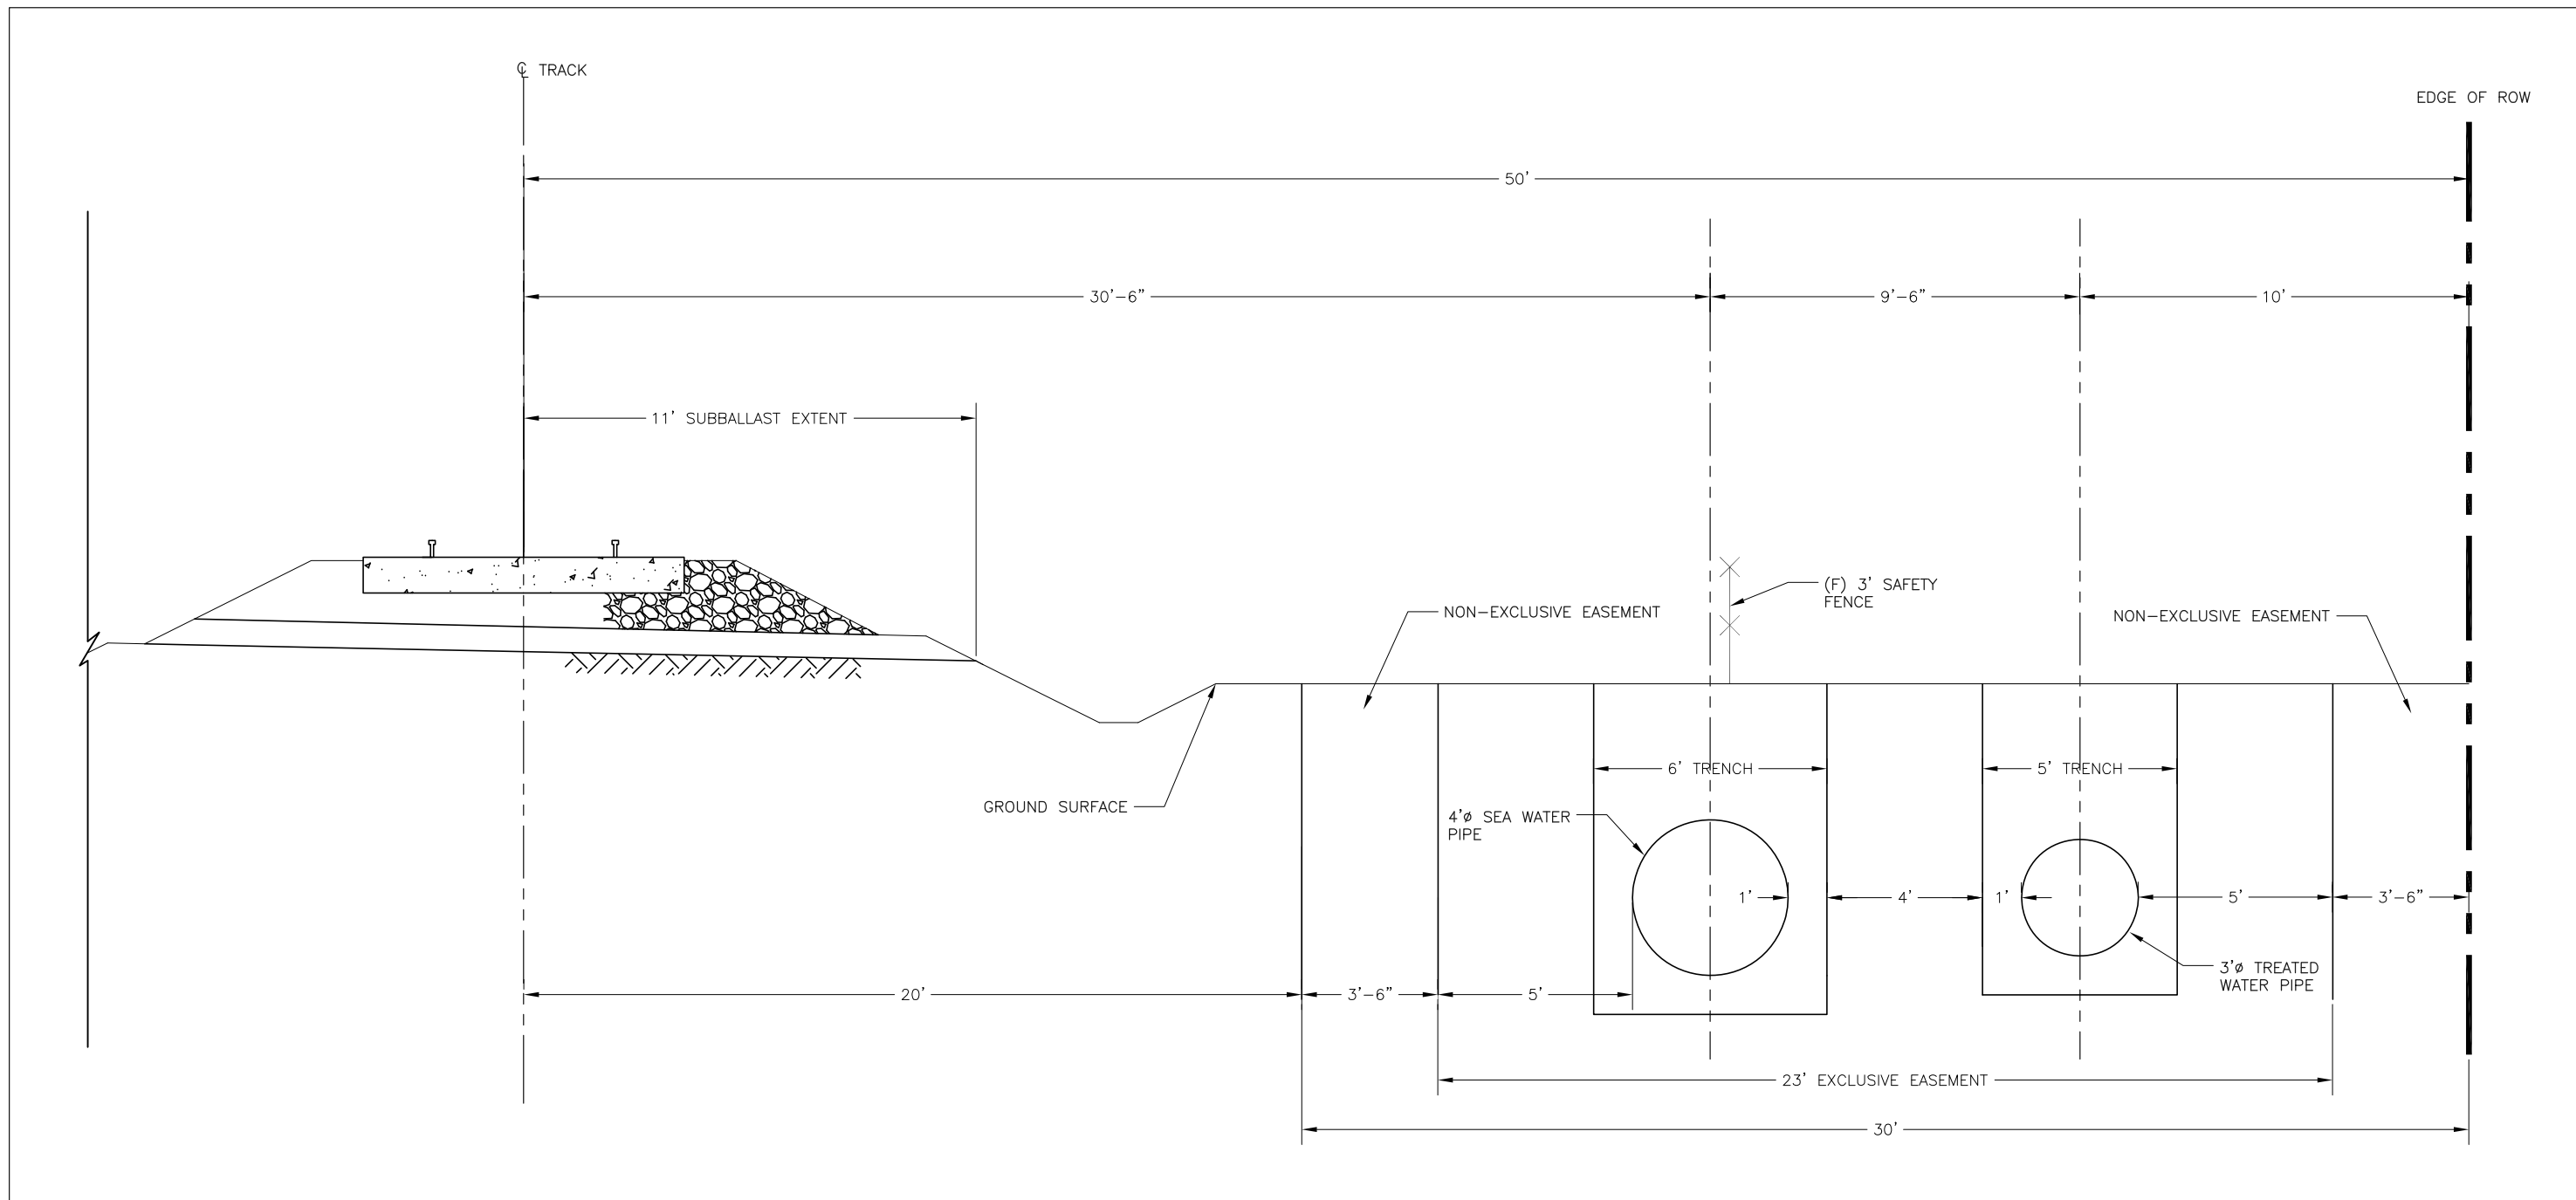 ℄ TRACK
EDGE OF ROW
50'
30'-6"
9'-6"
10'
11' SUBBALLAST EXTENT
(F) 3' SAFETY
FENCE
NON-EXCLUSIVE EASEMENT
NON-EXCLUSIVE EASEMENT
6' TRENCH
5' TRENCH
GROUND SURFACE
4'ø SEA WATER
PIPE
1'
4'
1'
5'
3'-6"
3'ø TREATED
WATER PIPE
20'
3'-6"
5'
23' EXCLUSIVE EASEMENT
30'